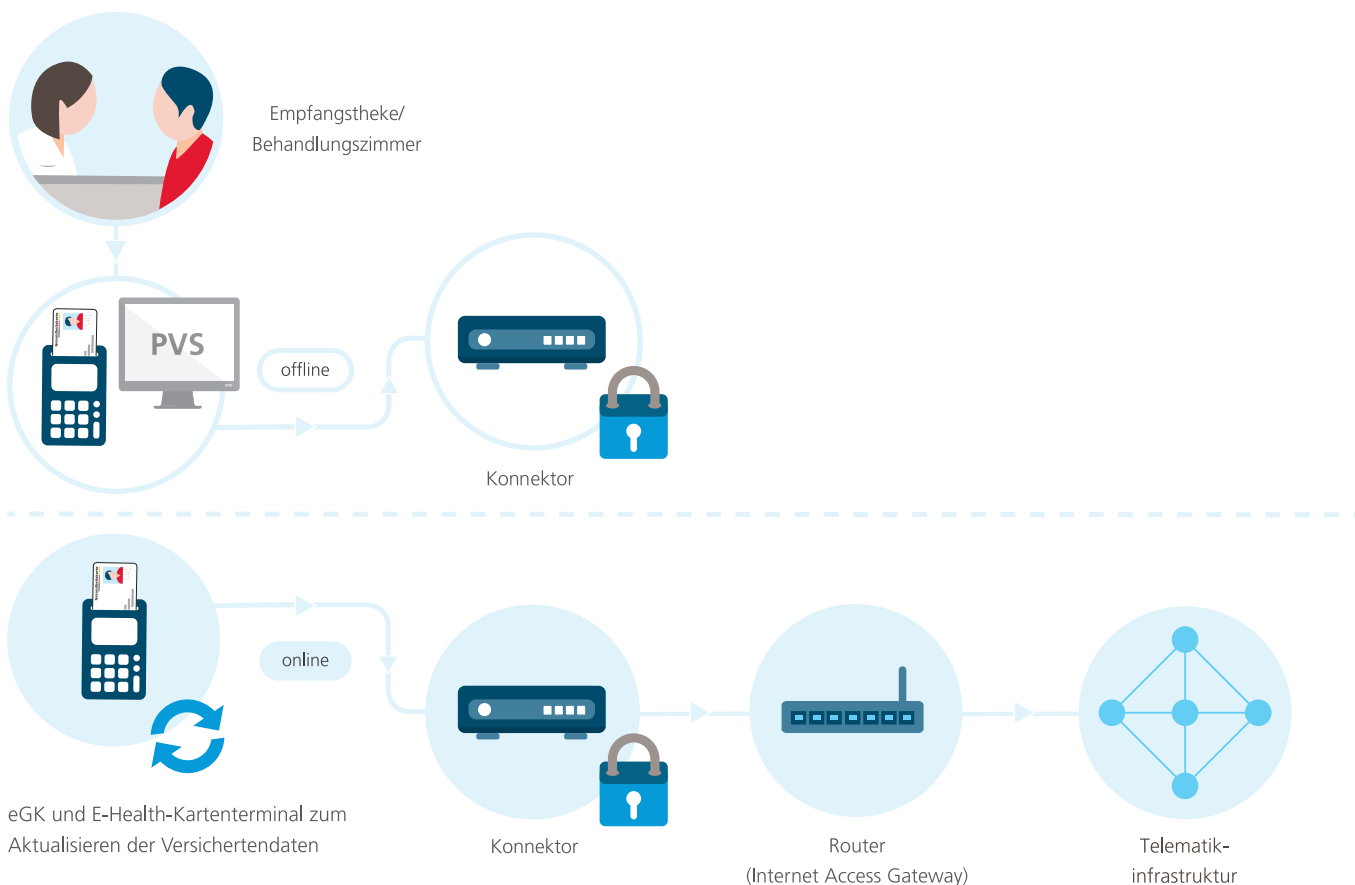 Empfangstheke/
Behandlungszimmer
PVS
offline
Konnektor
online
eGK und E-Health-Kartenterminal zum
Aktualisieren der Versichertendaten
Konnektor
Router
(Internet Access Gateway)
Telematik-
infrastruktur